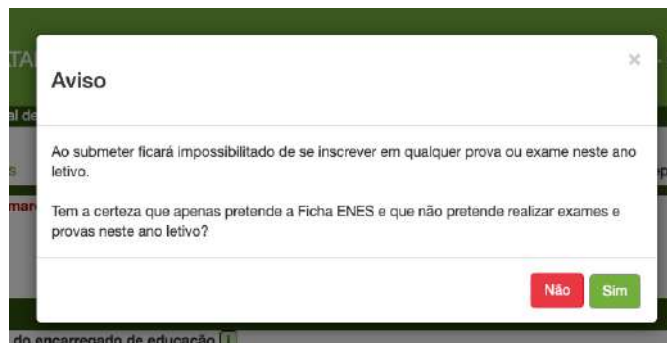 ×
Aviso
Ao submeter ficará impossibilitado de se inscrever em qualquer prova ou exame neste ano
letivo.
Tem a certeza que apenas pretende a Ficha ENES e que não pretende realizar exames e
provas neste ano letivo?
Não Sim
do encarregado de educação i